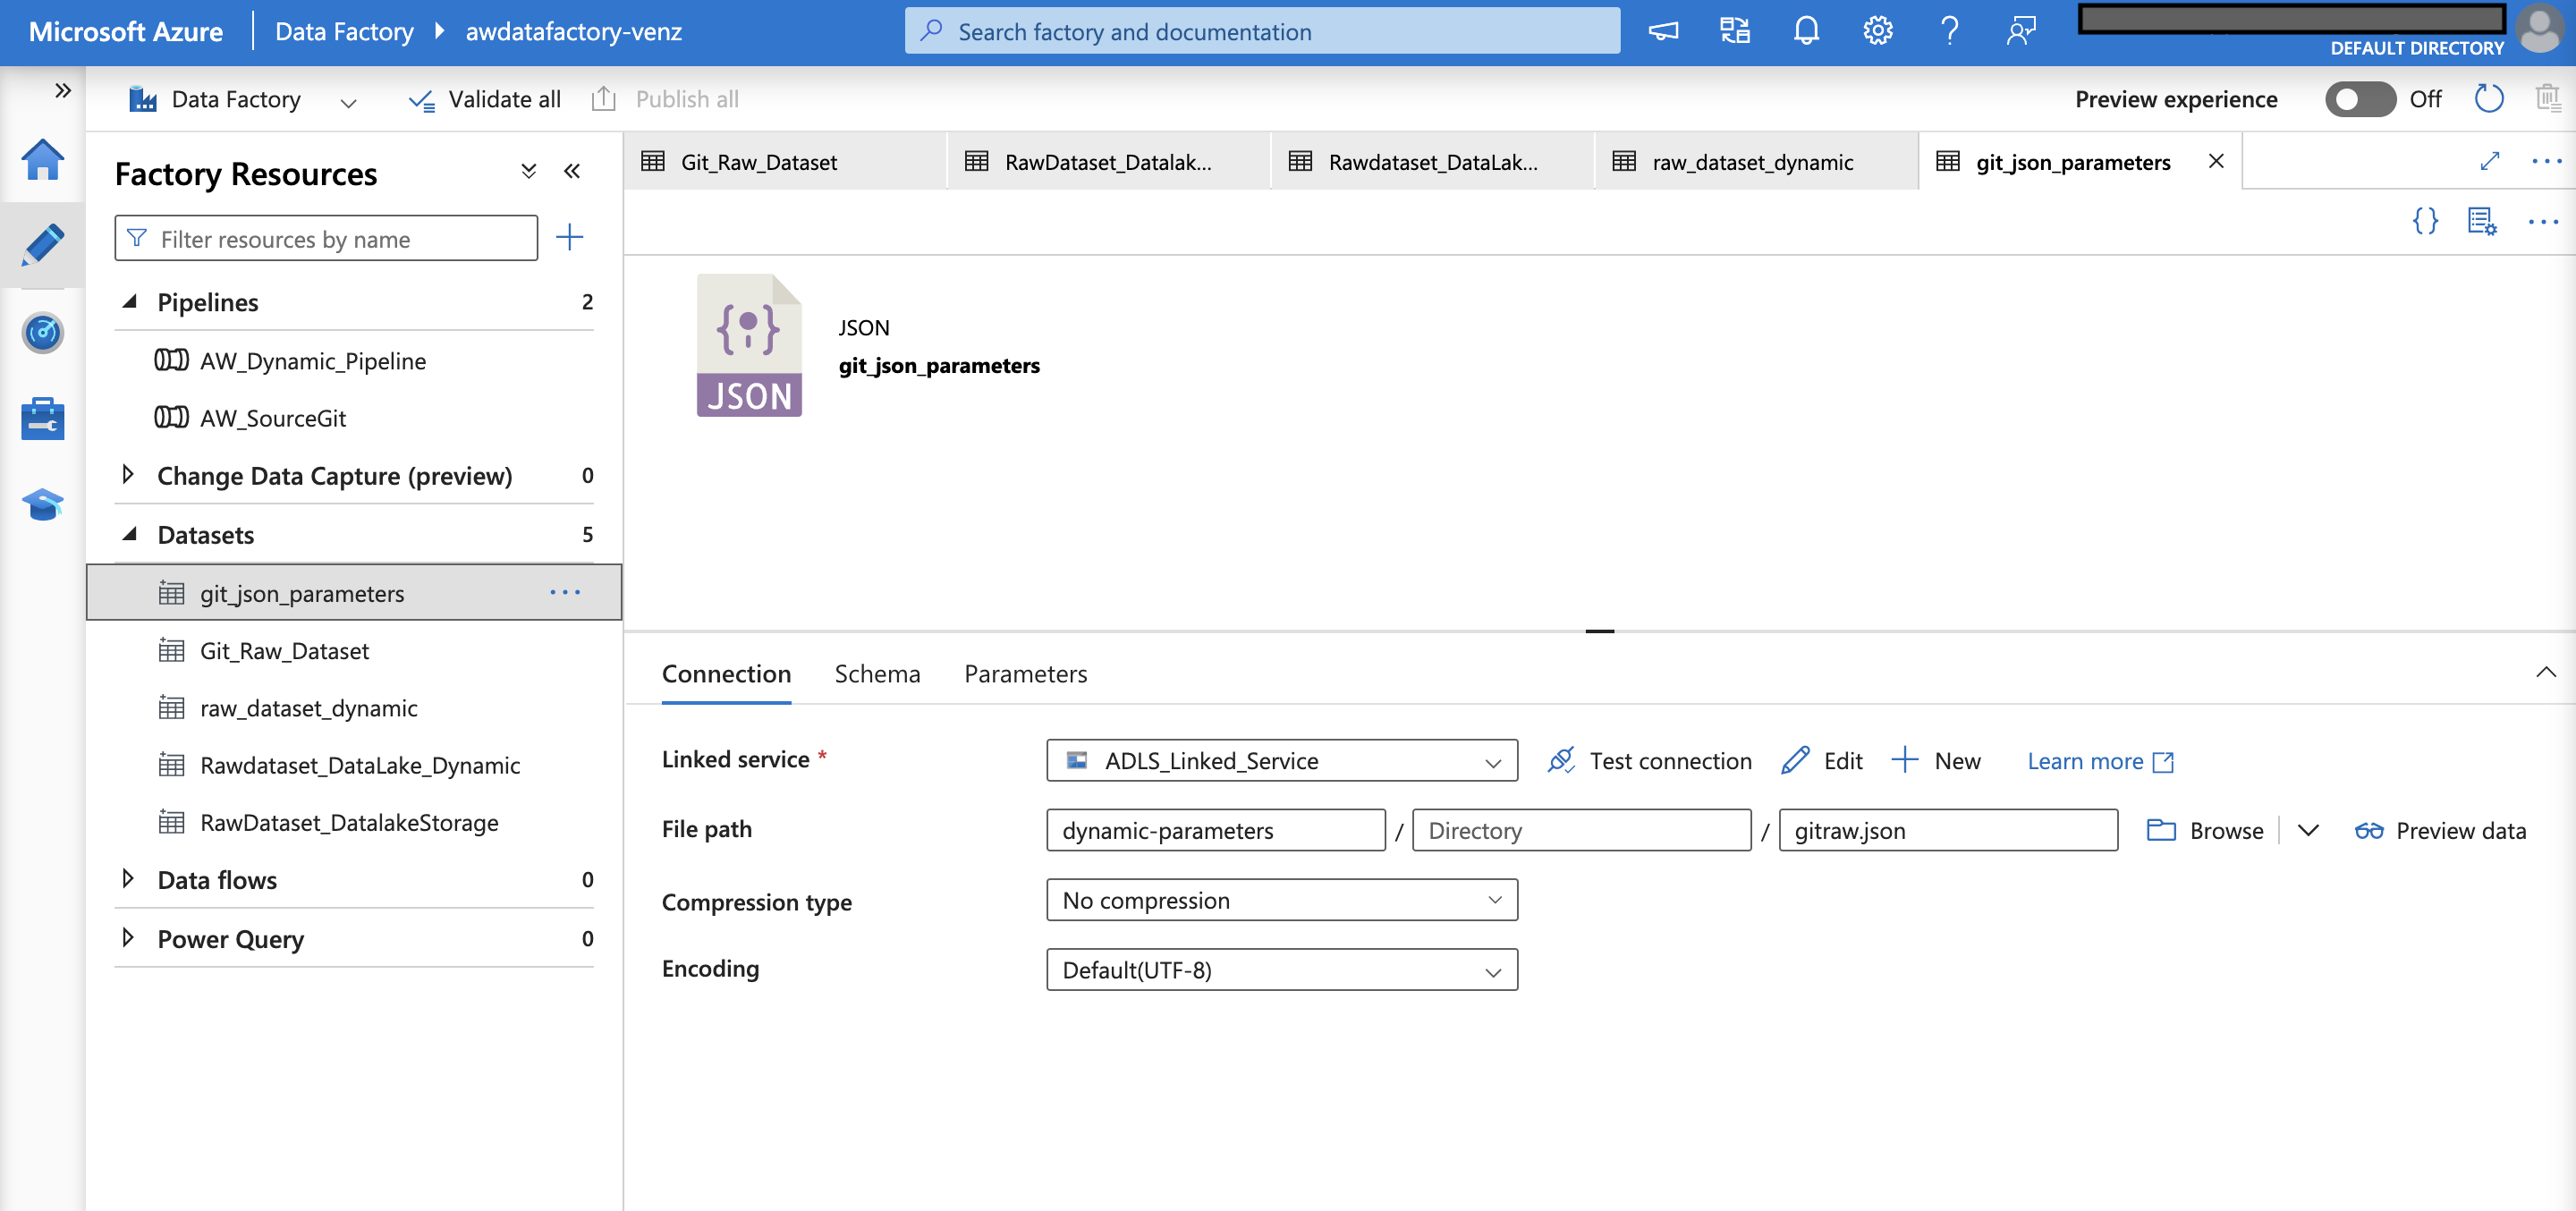 Microsoft Azure Data Factory awdatafactory-venz Search factory and documentation
DEFAULT DIRECTORY
Data Factory Validate all Publish all Preview experience Off
Factory Resources
Filter resources by name
Pipelines 2
AW_Dynamic_Pipeline
AW_SourceGit
Change Data Capture (preview) 0
Datasets 5
git_json_parameters
Git_Raw_Dataset
raw_dataset_dynamic
Rawdataset_DataLake_Dynamic
RawDataset_DatalakeStorage
Data flows 0
Power Query 0
Git_Raw_Dataset RawDataset_Datalak... Rawdataset_DataLak... raw_dataset_dynamic git_json_parameters
JSON
JSON
git_json_parameters
Connection Schema Parameters
Linked service * ADLS_Linked_Service Test connection Edit New Learn more
File path dynamic-parameters / Directory / gitraw.json Browse Preview data
Compression type No compression
Encoding Default(UTF-8)